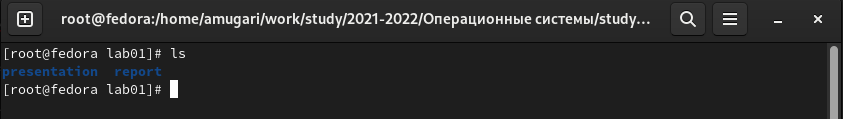 root@fedora:/home/amugari/work/study/2021-2022/Операционные системы/study...
[root@fedora lab01]# ls
presentation  report
[root@fedora lab01]#